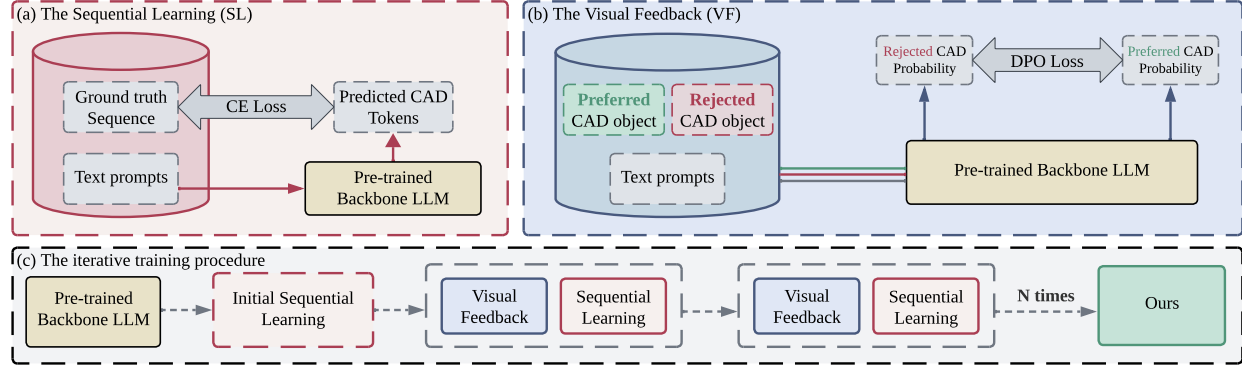 (a) The Sequential Learning (SL)
Ground truth
Sequence
CE Loss
Predicted CAD
Tokens
Text prompts
Pre-trained
Backbone LLM
(b) The Visual Feedback (VF)
Preferred
CAD object
Rejected
CAD object
Text prompts
Rejected CAD
Probability
DPO Loss
Preferred CAD
Probability
Pre-trained Backbone LLM
(c) The iterative training procedure
Pre-trained
Backbone LLM
Initial Sequential
Learning
Visual
Feedback
Sequential
Learning
Visual
Feedback
Sequential
Learning
N times
Ours